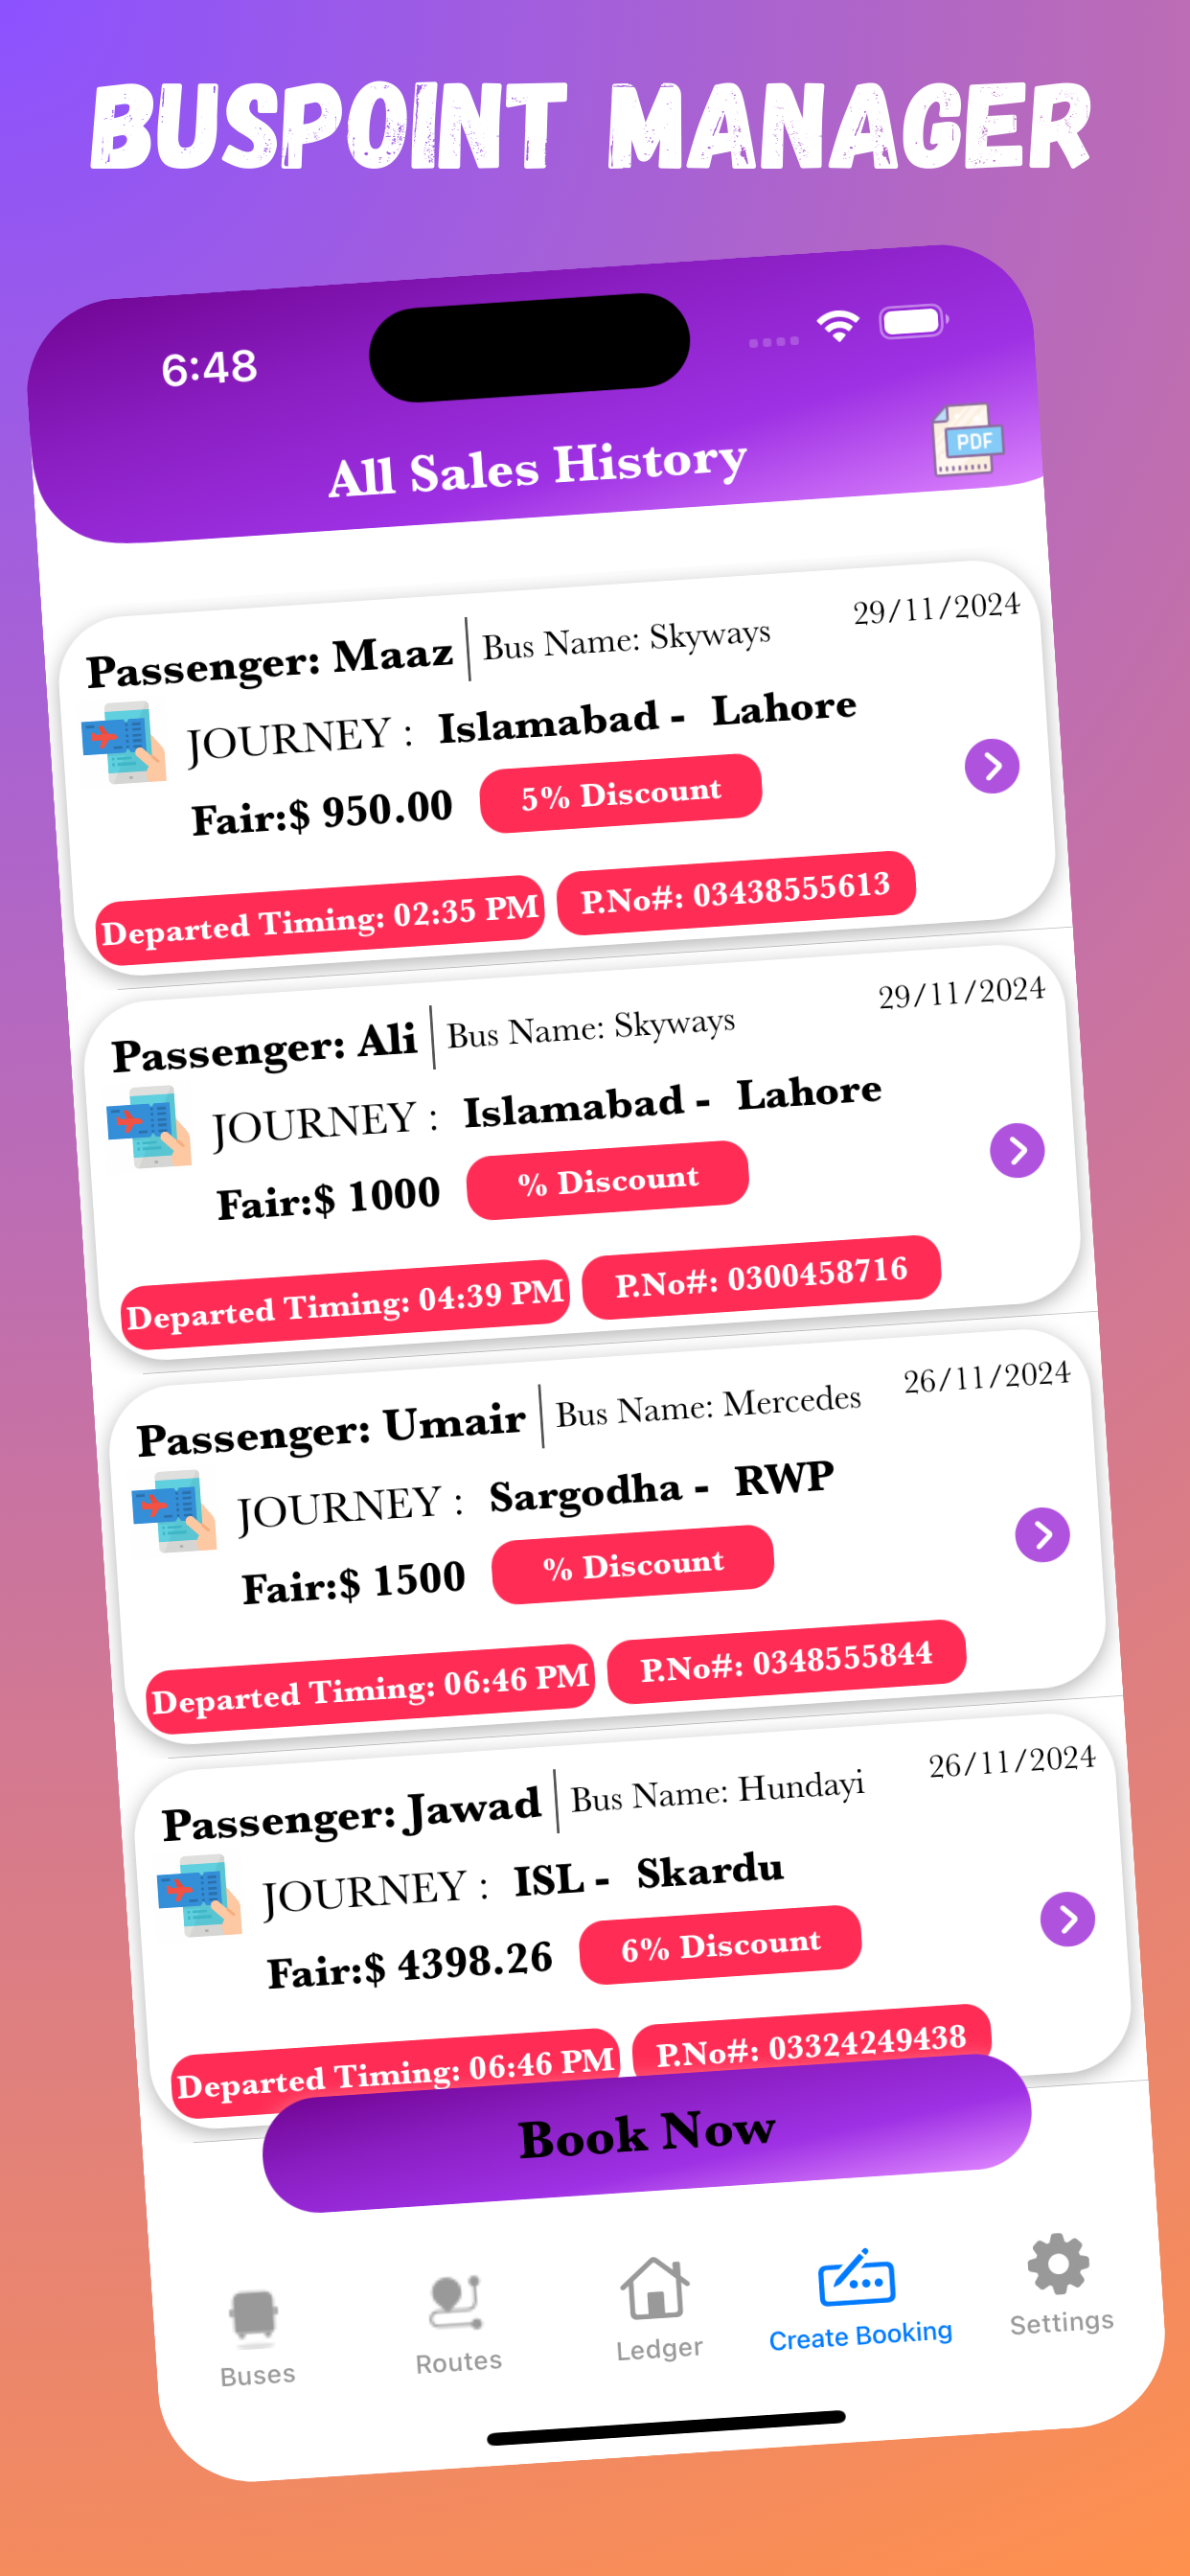 BUSPOINT MANAGER
6:48
PDF
All Sales History
Passenger: Maaz
Bus Name: Skyways
29/11/2024
JOURNEY : Islamabad - Lahore
Fair:$ 950.00
5% Discount
Departed Timing: 02:35 PM
P.No#: 03438555613
Passenger: Ali
Bus Name: Skyways
29/11/2024
JOURNEY : Islamabad - Lahore
Fair:$ 1000
% Discount
Departed Timing: 04:39 PM
P.No#: 0300458716
Passenger: Umair
Bus Name: Mercedes
26/11/2024
JOURNEY : Sargodha - RWP
Fair:$ 1500
% Discount
Departed Timing: 06:46 PM
P.No#: 0348555844
Passenger: Jawad
Bus Name: Hundayi
26/11/2024
JOURNEY : ISL - Skardu
Fair:$ 4398.26
6% Discount
Departed Timing: 06:46 PM
P.No#: 03324249438
Book Now
Buses
Routes
Ledger
Create Booking
Settings